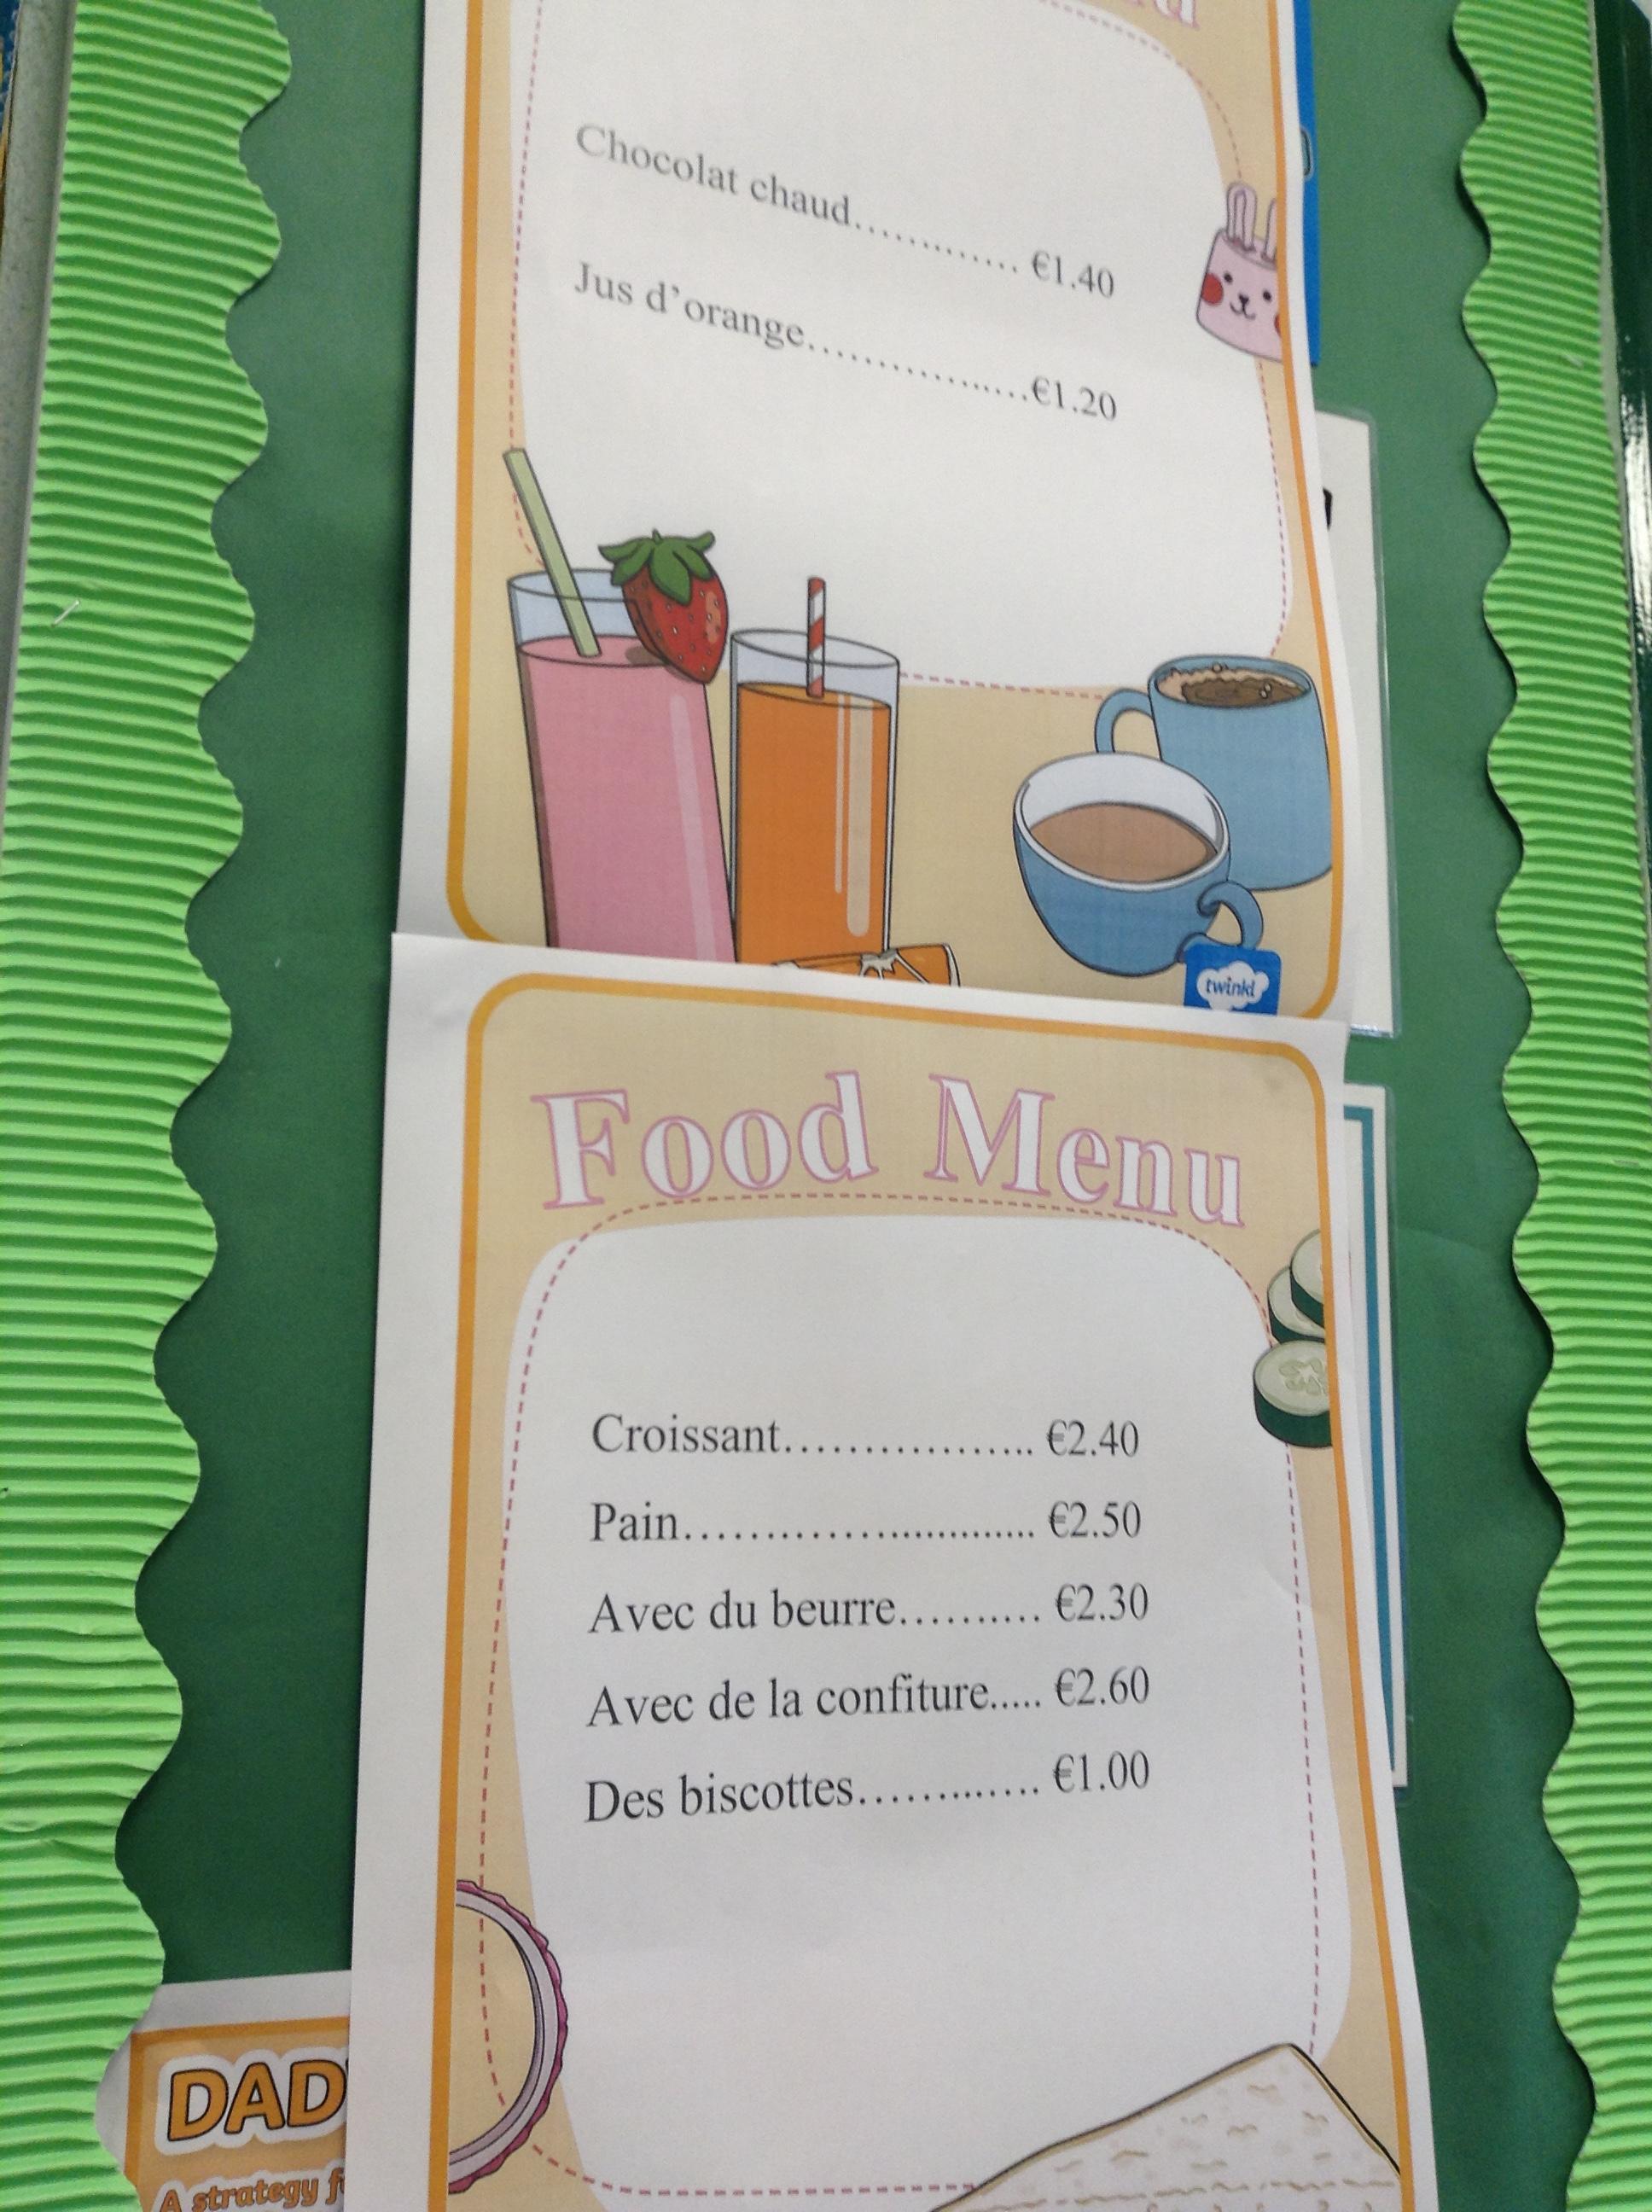 Chocolat chaud............. €1.40
Jus d'orange..................€1.20
twinkl
Food Menu
Croissant.................. €2.40
Pain........................... €2.50
Avec du beurre.......... €2.30
Avec de la confiture..... €2.60
Des biscottes.............. €1.00
DAD
A strategy